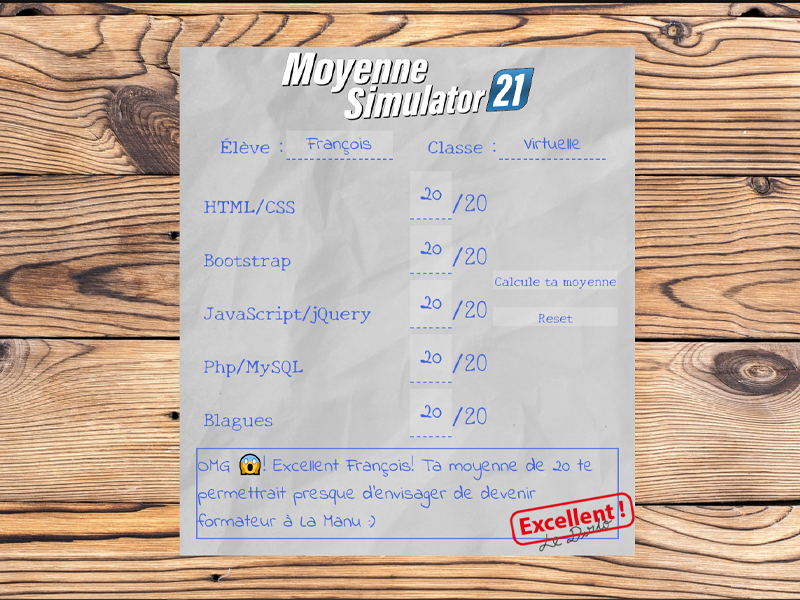 Moyenne
Simulator 21
Élève : François Classe : Virtuelle
HTML/CSS 20 /20
Bootstrap 20 /20
Calcule ta moyenne
JavaScript/jQuery 20 /20
Reset
Php/MySQL 20 /20
Blagues 20 /20
OMG 😱! Excellent François! Ta moyenne de 20 te
permettrait presque d'envisager de devenir
formateur à La Manu :)
Excellent !
Le Dorlo